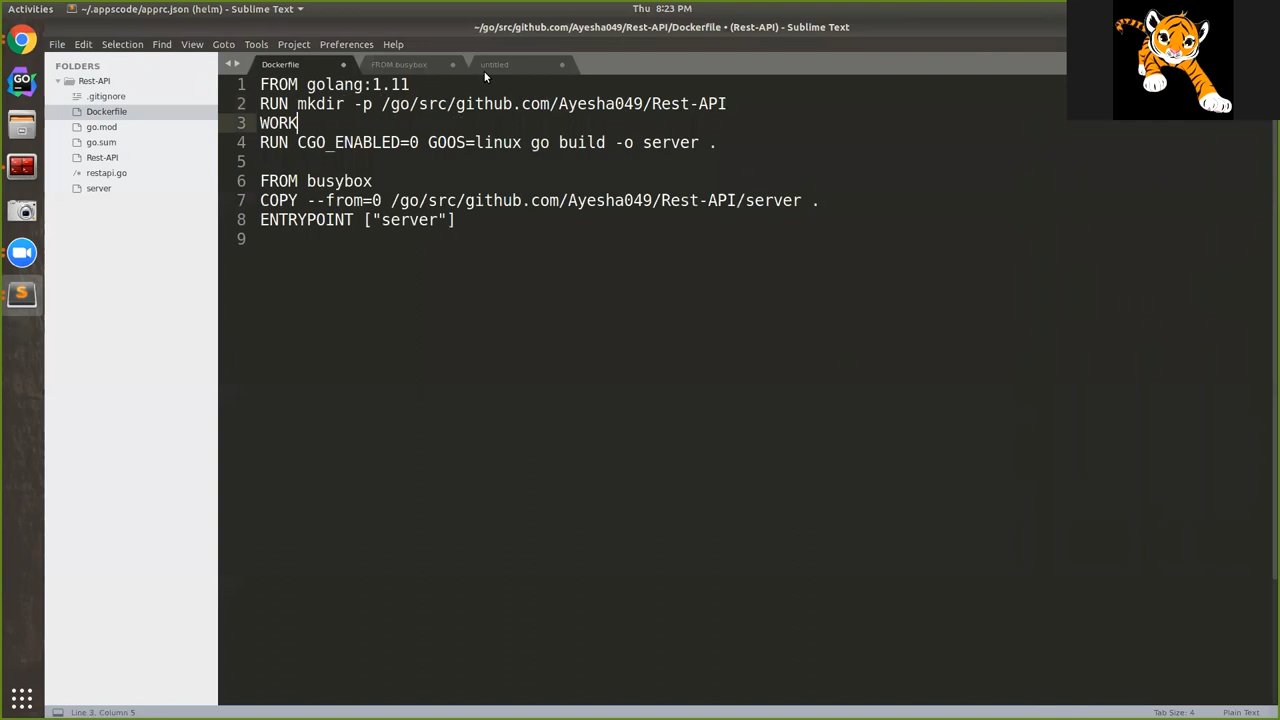 Activities
~/.appscode/apprc.json (helm) - Sublime Text
Thu 8:23 PM
~/go/src/github.com/Ayesha049/Rest-API/Dockerfile • (Rest-API) - Sublime Text
File Edit Selection View Goto Tools Project Preferences Help
FOLDERS
Rest-API
.gitignore
Dockerfile
go.mod
go.sum
Rest-API
restapi.go
server
Dockerfile
FROM busybox
untitled
1 FROM golang:1.11
2 RUN mkdir -p /go/src/github.com/Ayesha049/Rest-API
3 WORK
4 RUN CGO_ENABLED=0 GOOS=linux go build -o server .
5
6 FROM busybox
7 COPY --from=0 /go/src/github.com/Ayesha049/Rest-API/server .
8 ENTRYPOINT ["server"]
9
Line 3, Column 5
Tab Size: 4
Plain Text